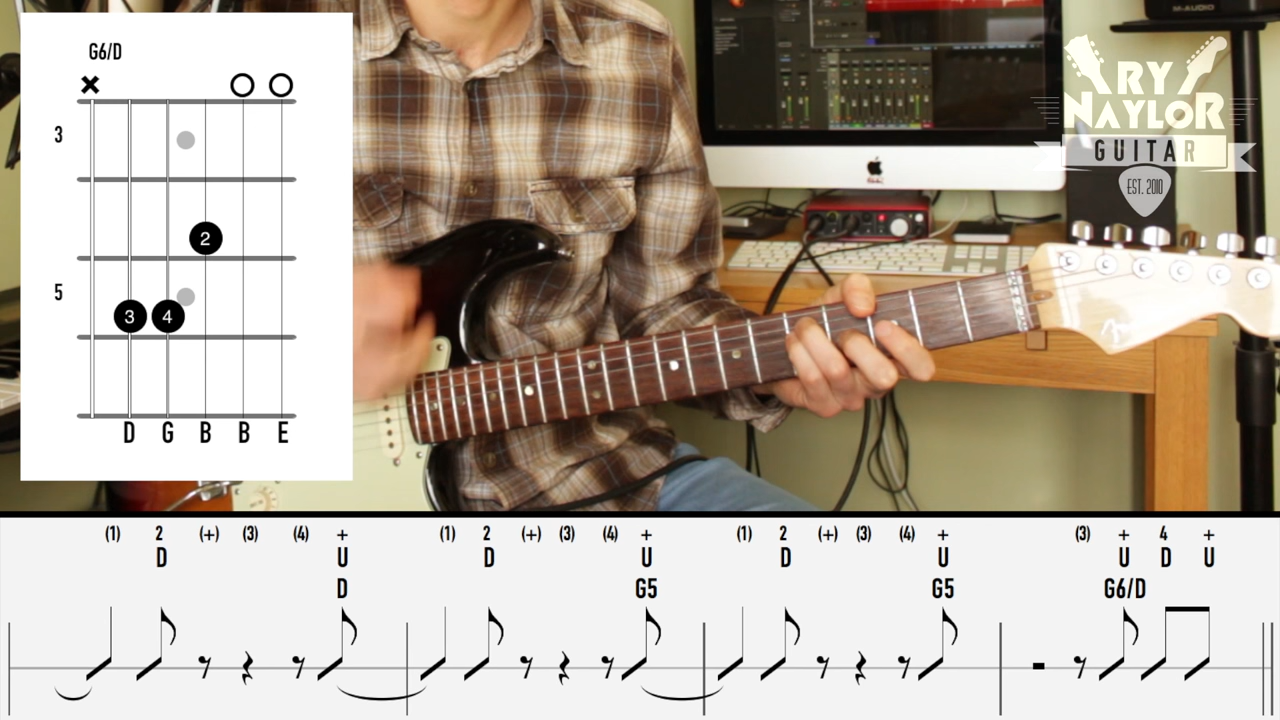 G6/D
3
2
5
3 4
D G B B E
M-AUDIO
RY
NAYLOR
GUITAR
EST. 2010
(1) 2 (+) (3) (4) + (1) 2 (+) (3) (4) + (1) 2 (+) (3) (4) + (3) + 4 +
D U D U D U U D U
D G5 G5 G6/D